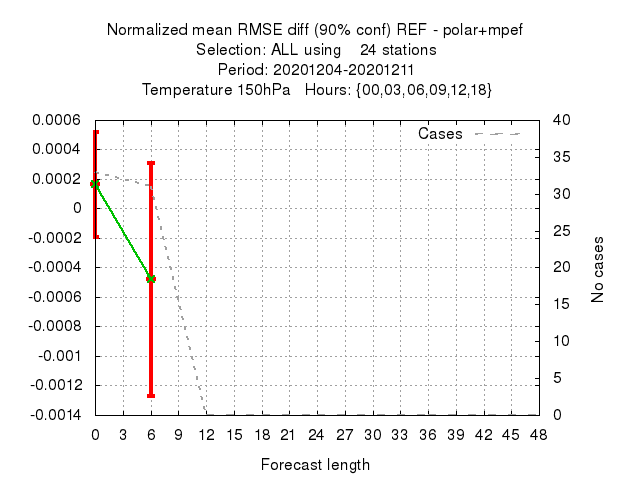 Normalized mean RMSE diff (90% conf) REF - polar+mpef
Selection: ALL using 24 stations
Period: 20201204-20201211
Temperature 150hPa Hours: {00,03,06,09,12,18}
Cases
0.0006
0.0004
0.0002
0
-0.0002
-0.0004
-0.0006
-0.0008
-0.001
-0.0012
-0.0014
40
35
30
25
20
15
10
5
0
No cases
0 3 6 9 12 15 18 21 24 27 30 33 36 39 42 45 48
Forecast length